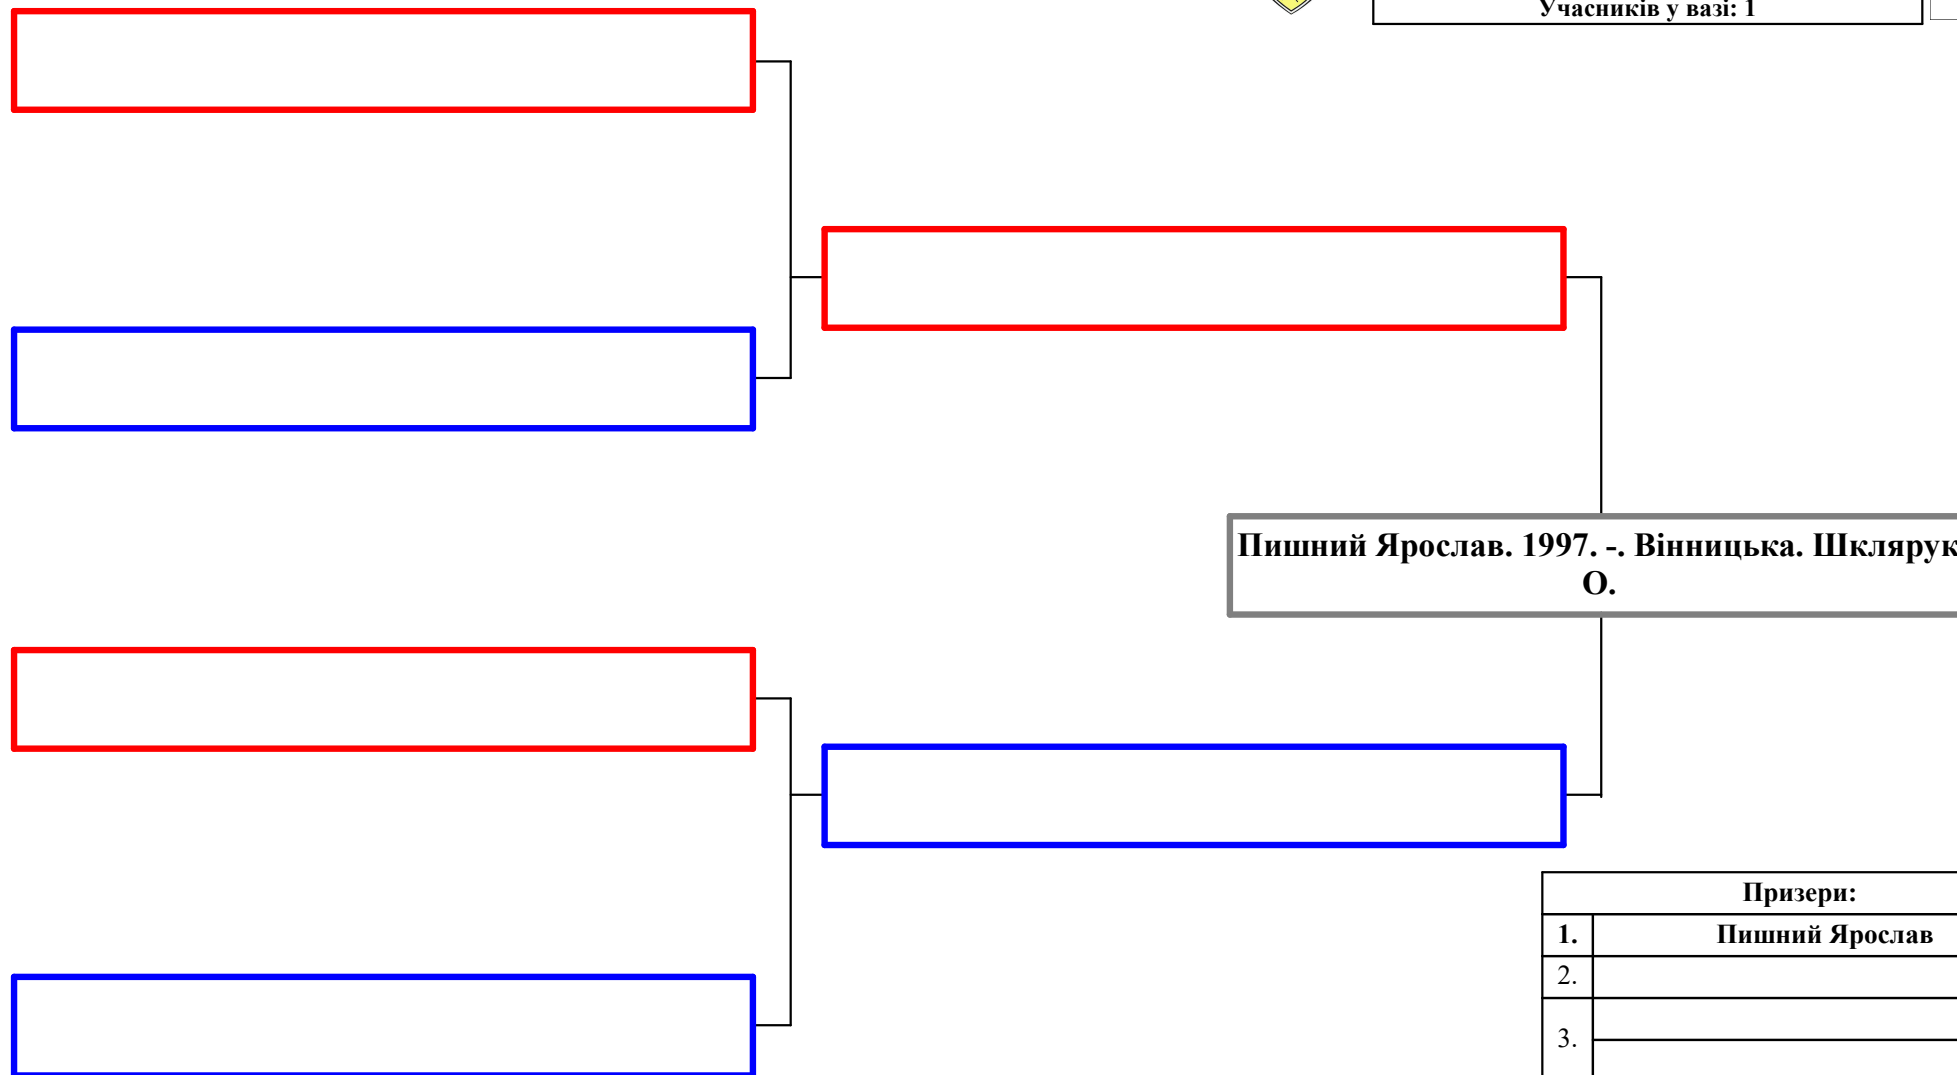 Учасників у вазі: 1
Пишний Ярослав. 1997. -. Вінницька. Шклярук
О.
Призери:
1. Пишний Ярослав
2.
3.